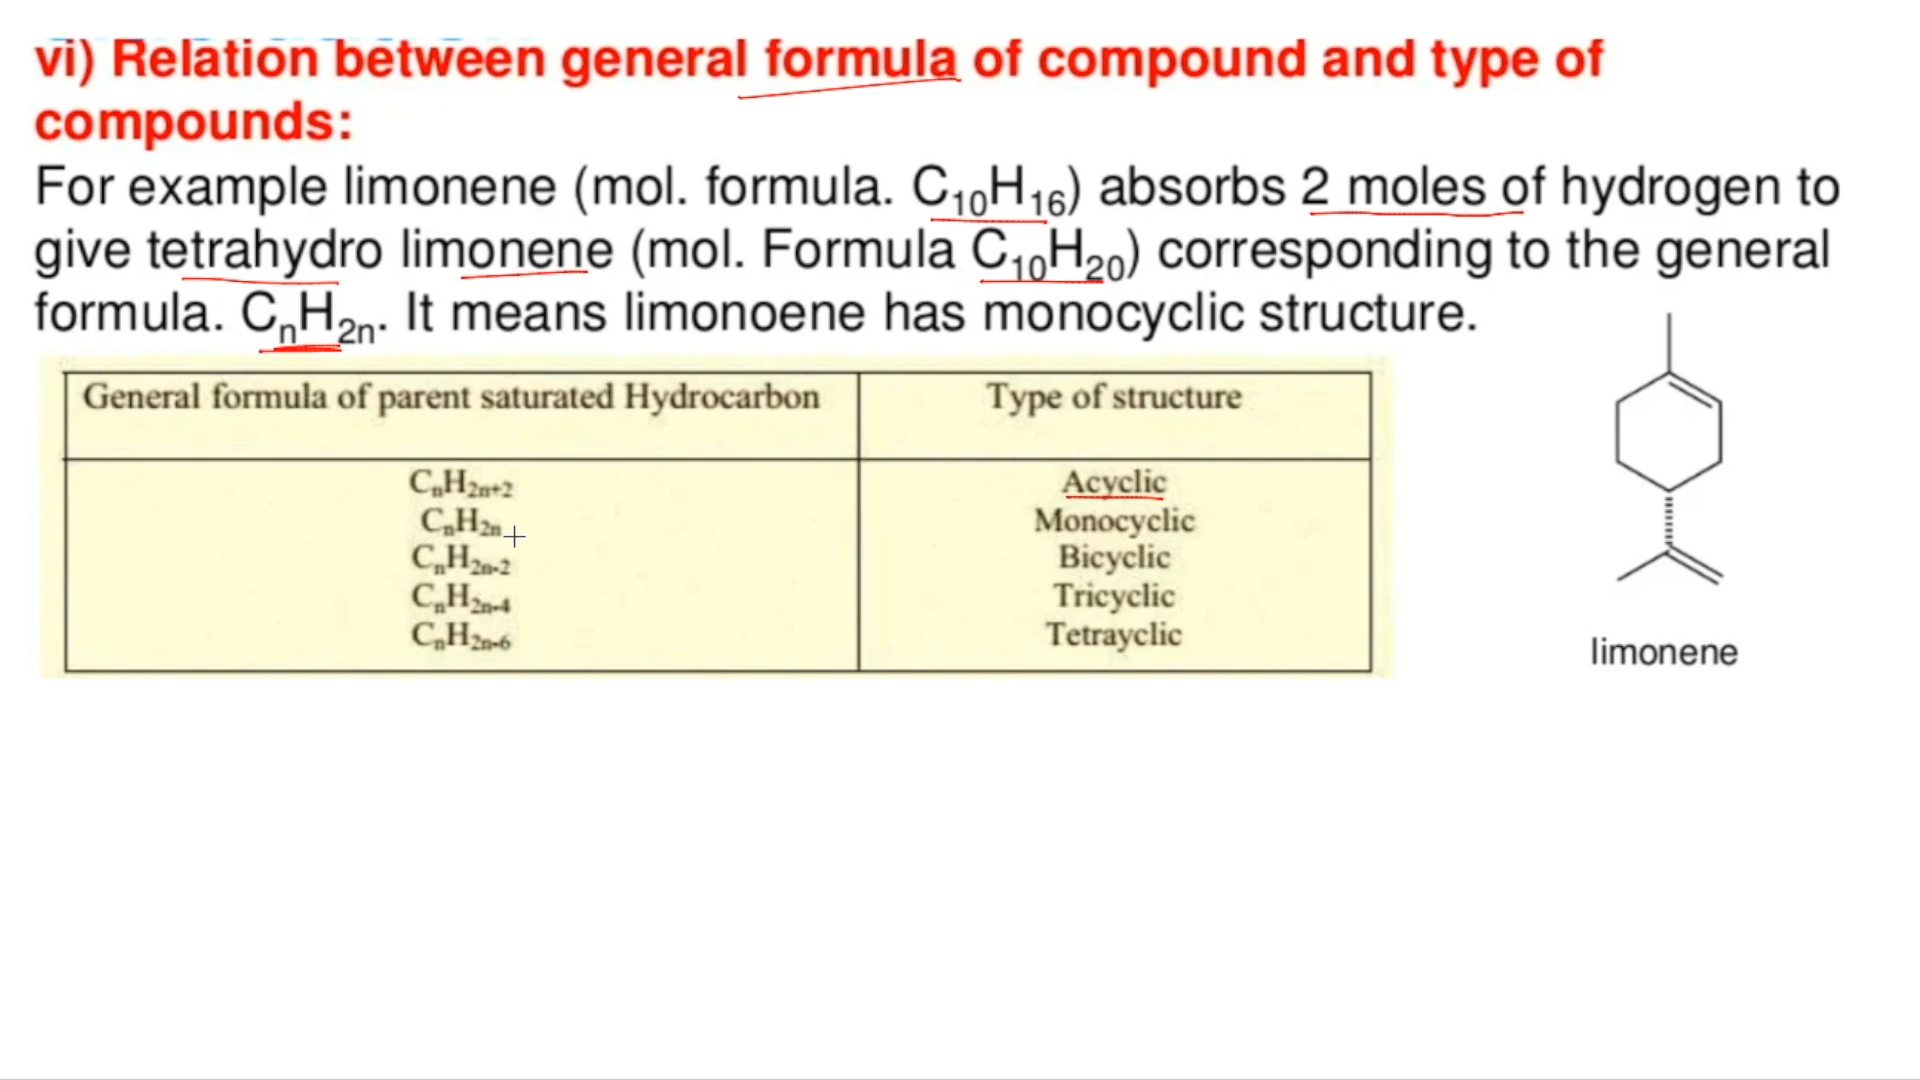 vi) Relation between general formula of compound and type of
compounds:
For example limonene (mol. formula. C₁₀H₁₆) absorbs 2 moles of hydrogen to
give tetrahydro limonene (mol. Formula C₁₀H₂₀) corresponding to the general
formula. CₙH₂ₙ. It means limonoene has monocyclic structure.
General formula of parent saturated Hydrocarbon Type of structure
CₙH₂ₙ₊₂ Acyclic
CₙH₂ₙ Monocyclic
CₙH₂ₙ₋₂ Bicyclic
CₙH₂ₙ₋₄ Tricyclic
CₙH₂ₙ₋₆ Tetrayclic
limonene